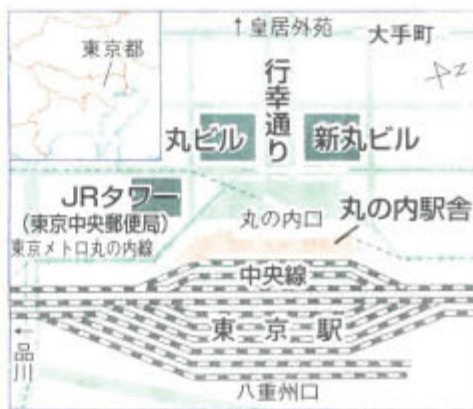 東京都
↑皇居外苑
大手町
行幸通り
丸ビル
新丸ビル
JRタワー
(東京中央郵便局)
東京メトロ丸の内線
丸の内口
丸の内駅舎
中央線
東京駅
←品川
八重州口